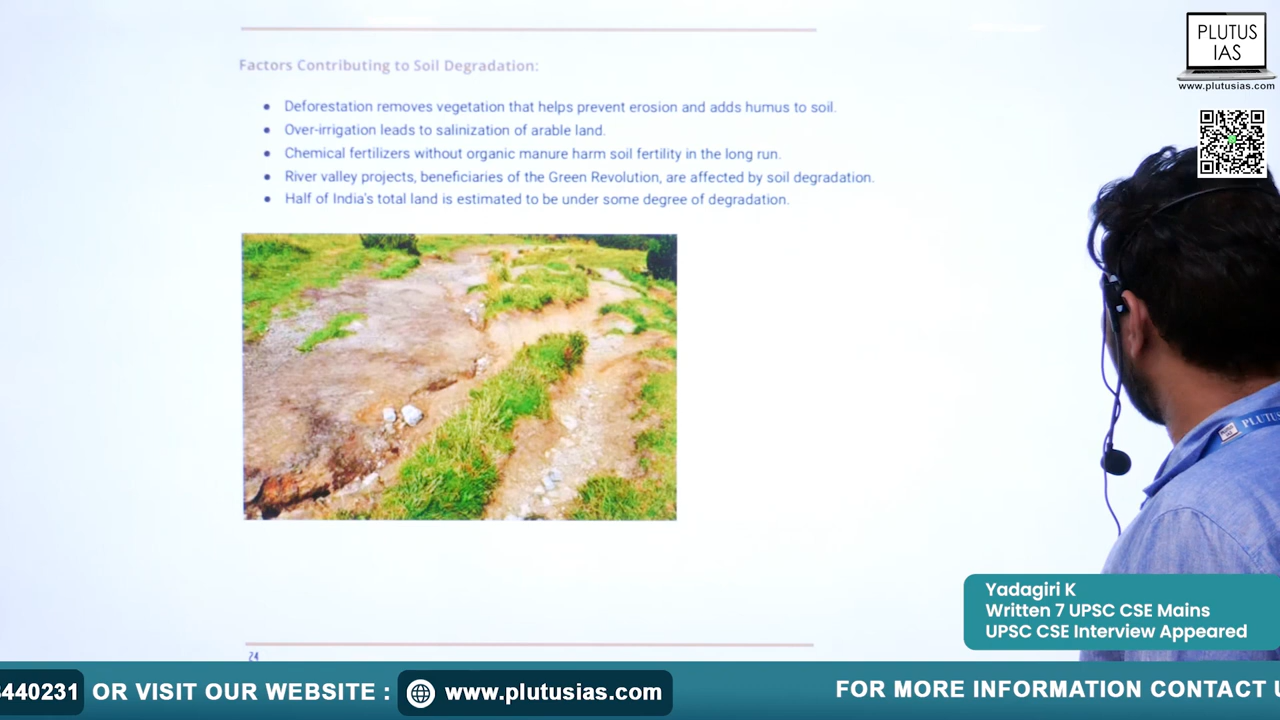 PLUTUS
IAS
www.plutusias.com
Factors Contributing to Soil Degradation:
• Deforestation removes vegetation that helps prevent erosion and adds humus to soil.
• Over-irrigation leads to salinization of arable land.
• Chemical fertilizers without organic manure harm soil fertility in the long run.
• River valley projects, beneficiaries of the Green Revolution, are affected by soil degradation.
• Half of India's total land is estimated to be under some degree of degradation.
PLUTUS
Yadagiri K
Written 7 UPSC CSE Mains
UPSC CSE Interview Appeared
24
440231 OR VISIT OUR WEBSITE : www.plutusias.com FOR MORE INFORMATION CONTACT U